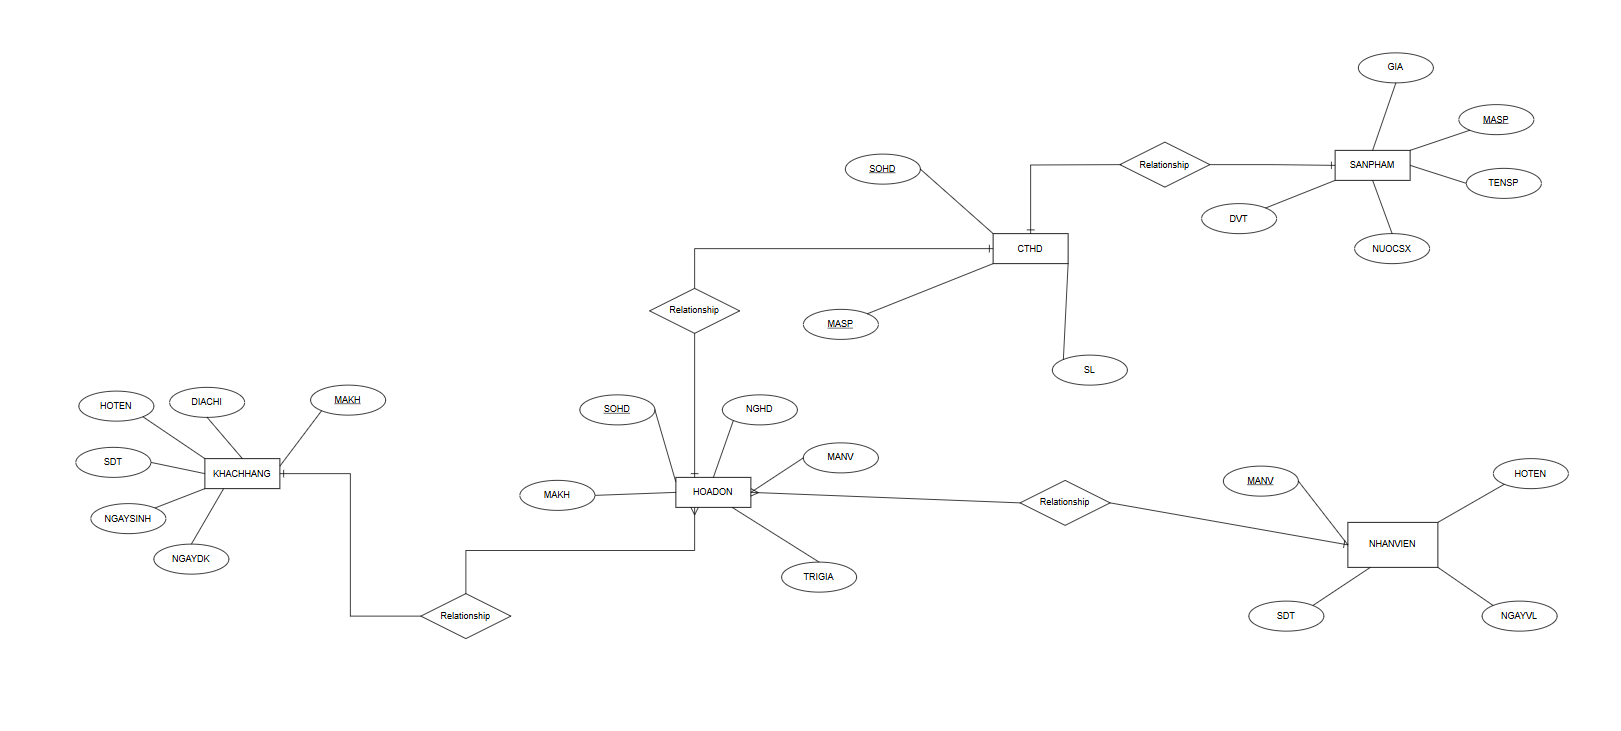 GIA
MASP
SANPHAM
TENSP
DVT
NUOCSX
Relationship
SOHD
CTHD
MASP
SL
Relationship
HOTEN
DIACHI
MAKH
SDT
KHACHHANG
NGAYSINH
NGAYDK
SOHD
NGHD
MANV
MAKH
HOADON
TRIGIA
Relationship
Relationship
MANV
HOTEN
NHANVIEN
SDT
NGAYVL